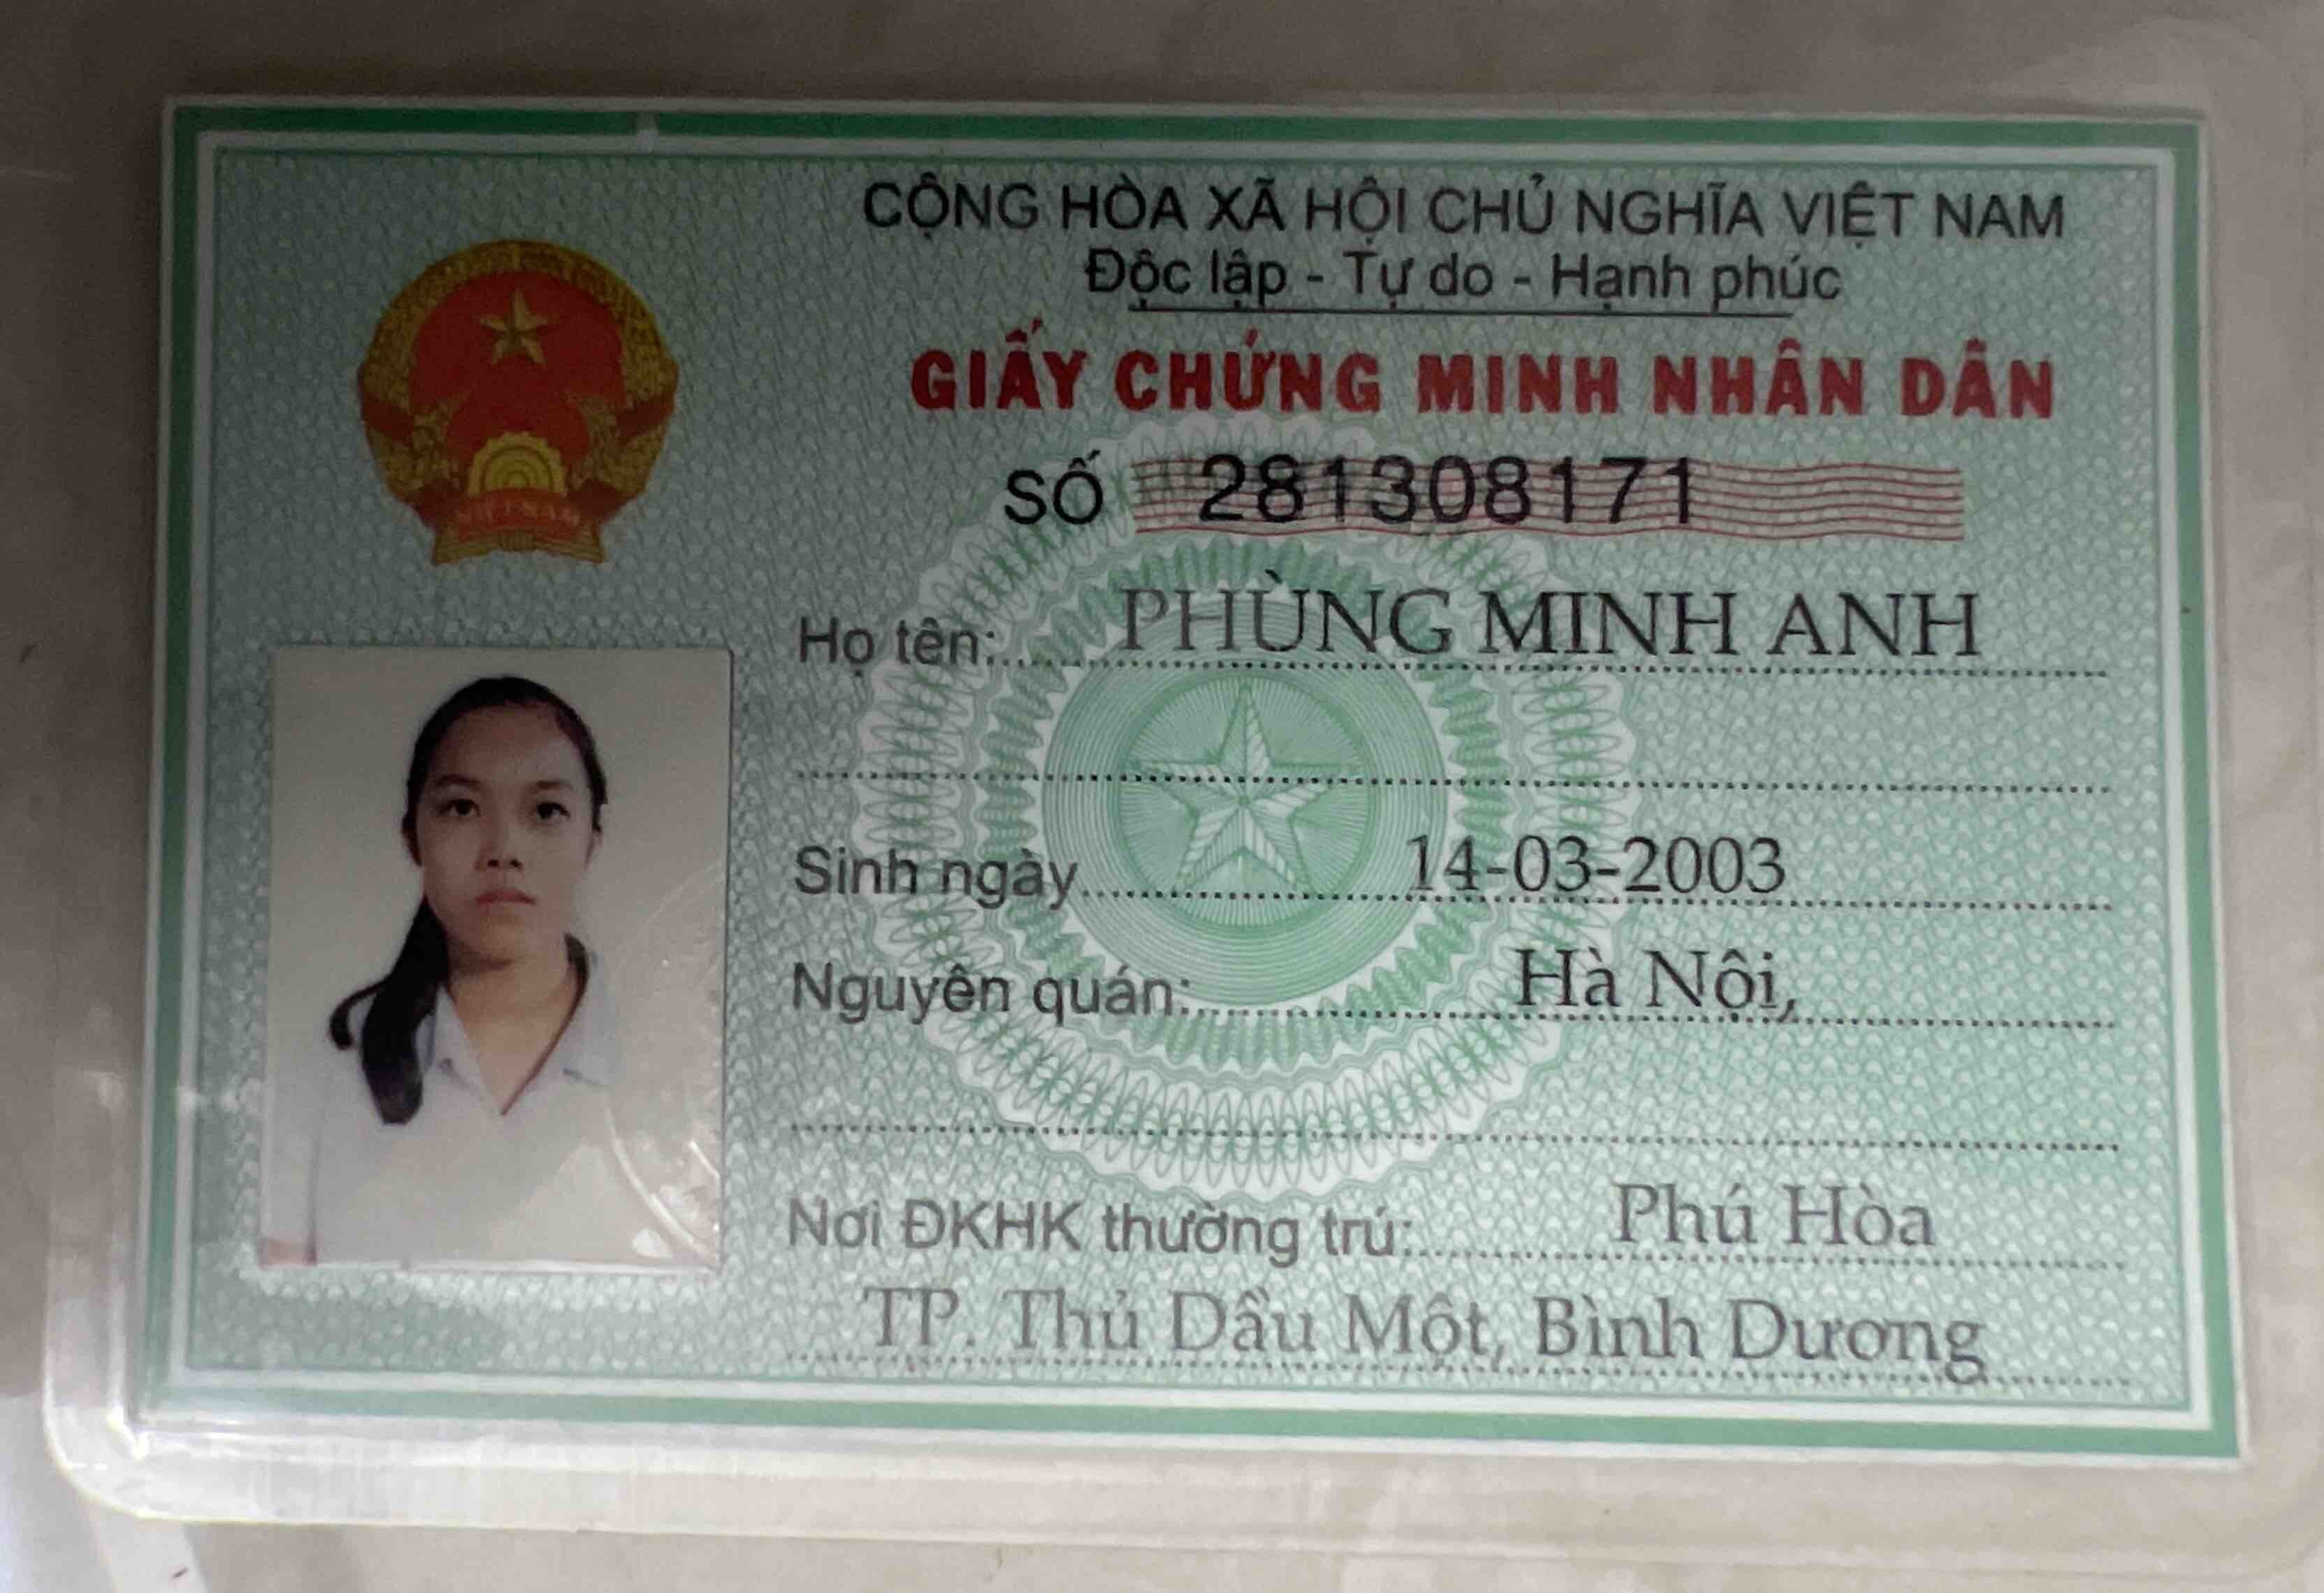 CỘNG HÒA XÃ HỘI CHỦ NGHĨA VIỆT NAM
Độc lập - Tự do - Hạnh phúc
GIẤY CHỨNG MINH NHÂN DÂN
SỐ 281308171
Họ tên: PHÙNG MINH ANH
Sinh ngày 14-03-2003
Nguyên quán: Hà Nội,
Nơi ĐKHK thường trú: Phú Hòa
TP. Thủ Dầu Một, Bình Dương
VIỆT NAM